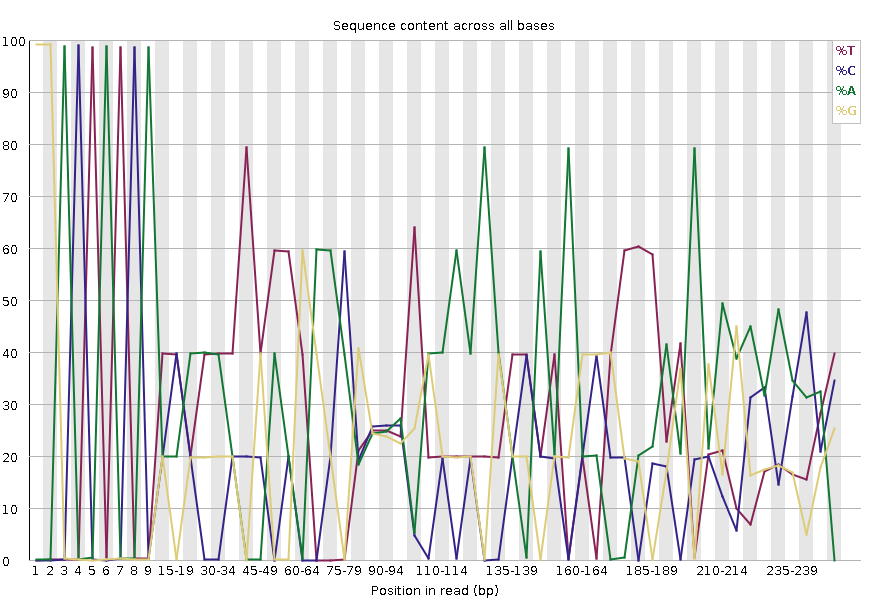 Sequence content across all bases
%T
%C
%A
%G
100
90
80
70
60
50
40
30
20
10
0
1 2 3 4 5 6 7 8 9 15-19 30-34 45-49 60-64 75-79 90-94 110-114 135-139 160-164 185-189 210-214 235-239
Position in read (bp)